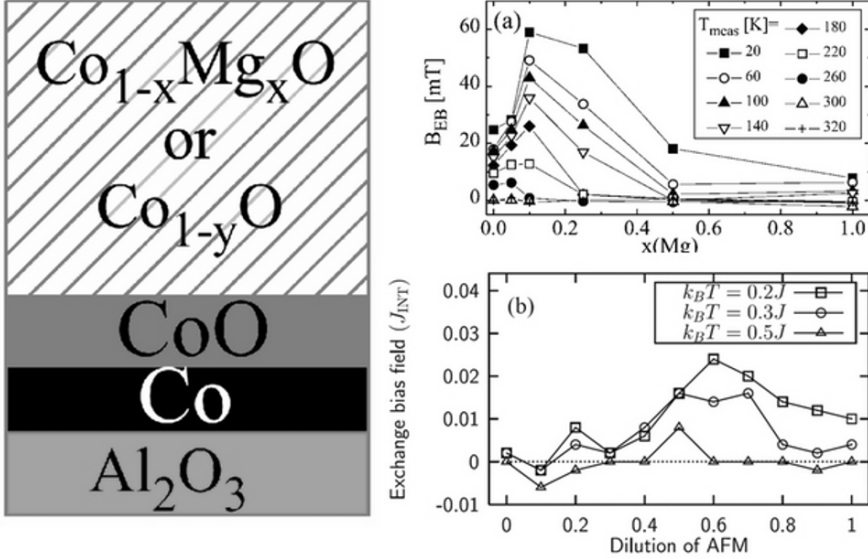 Co1-xMgxO
or
Co1-yO
CoO
Co
Al2O3
(a)
BEB [mT]
60
40
20
0
Tmeas [K]=
20
60
100
140
180
220
260
300
320
0.0
0.2
0.4
0.6
0.8
1.0
x(Mg)
(b)
Exchange bias field (JINT)
0.04
0.03
0.02
0.01
0
-0.01
kBT = 0.2J
kBT = 0.3J
kBT = 0.5J
0
0.2
0.4
0.6
0.8
1
Dilution of AFM